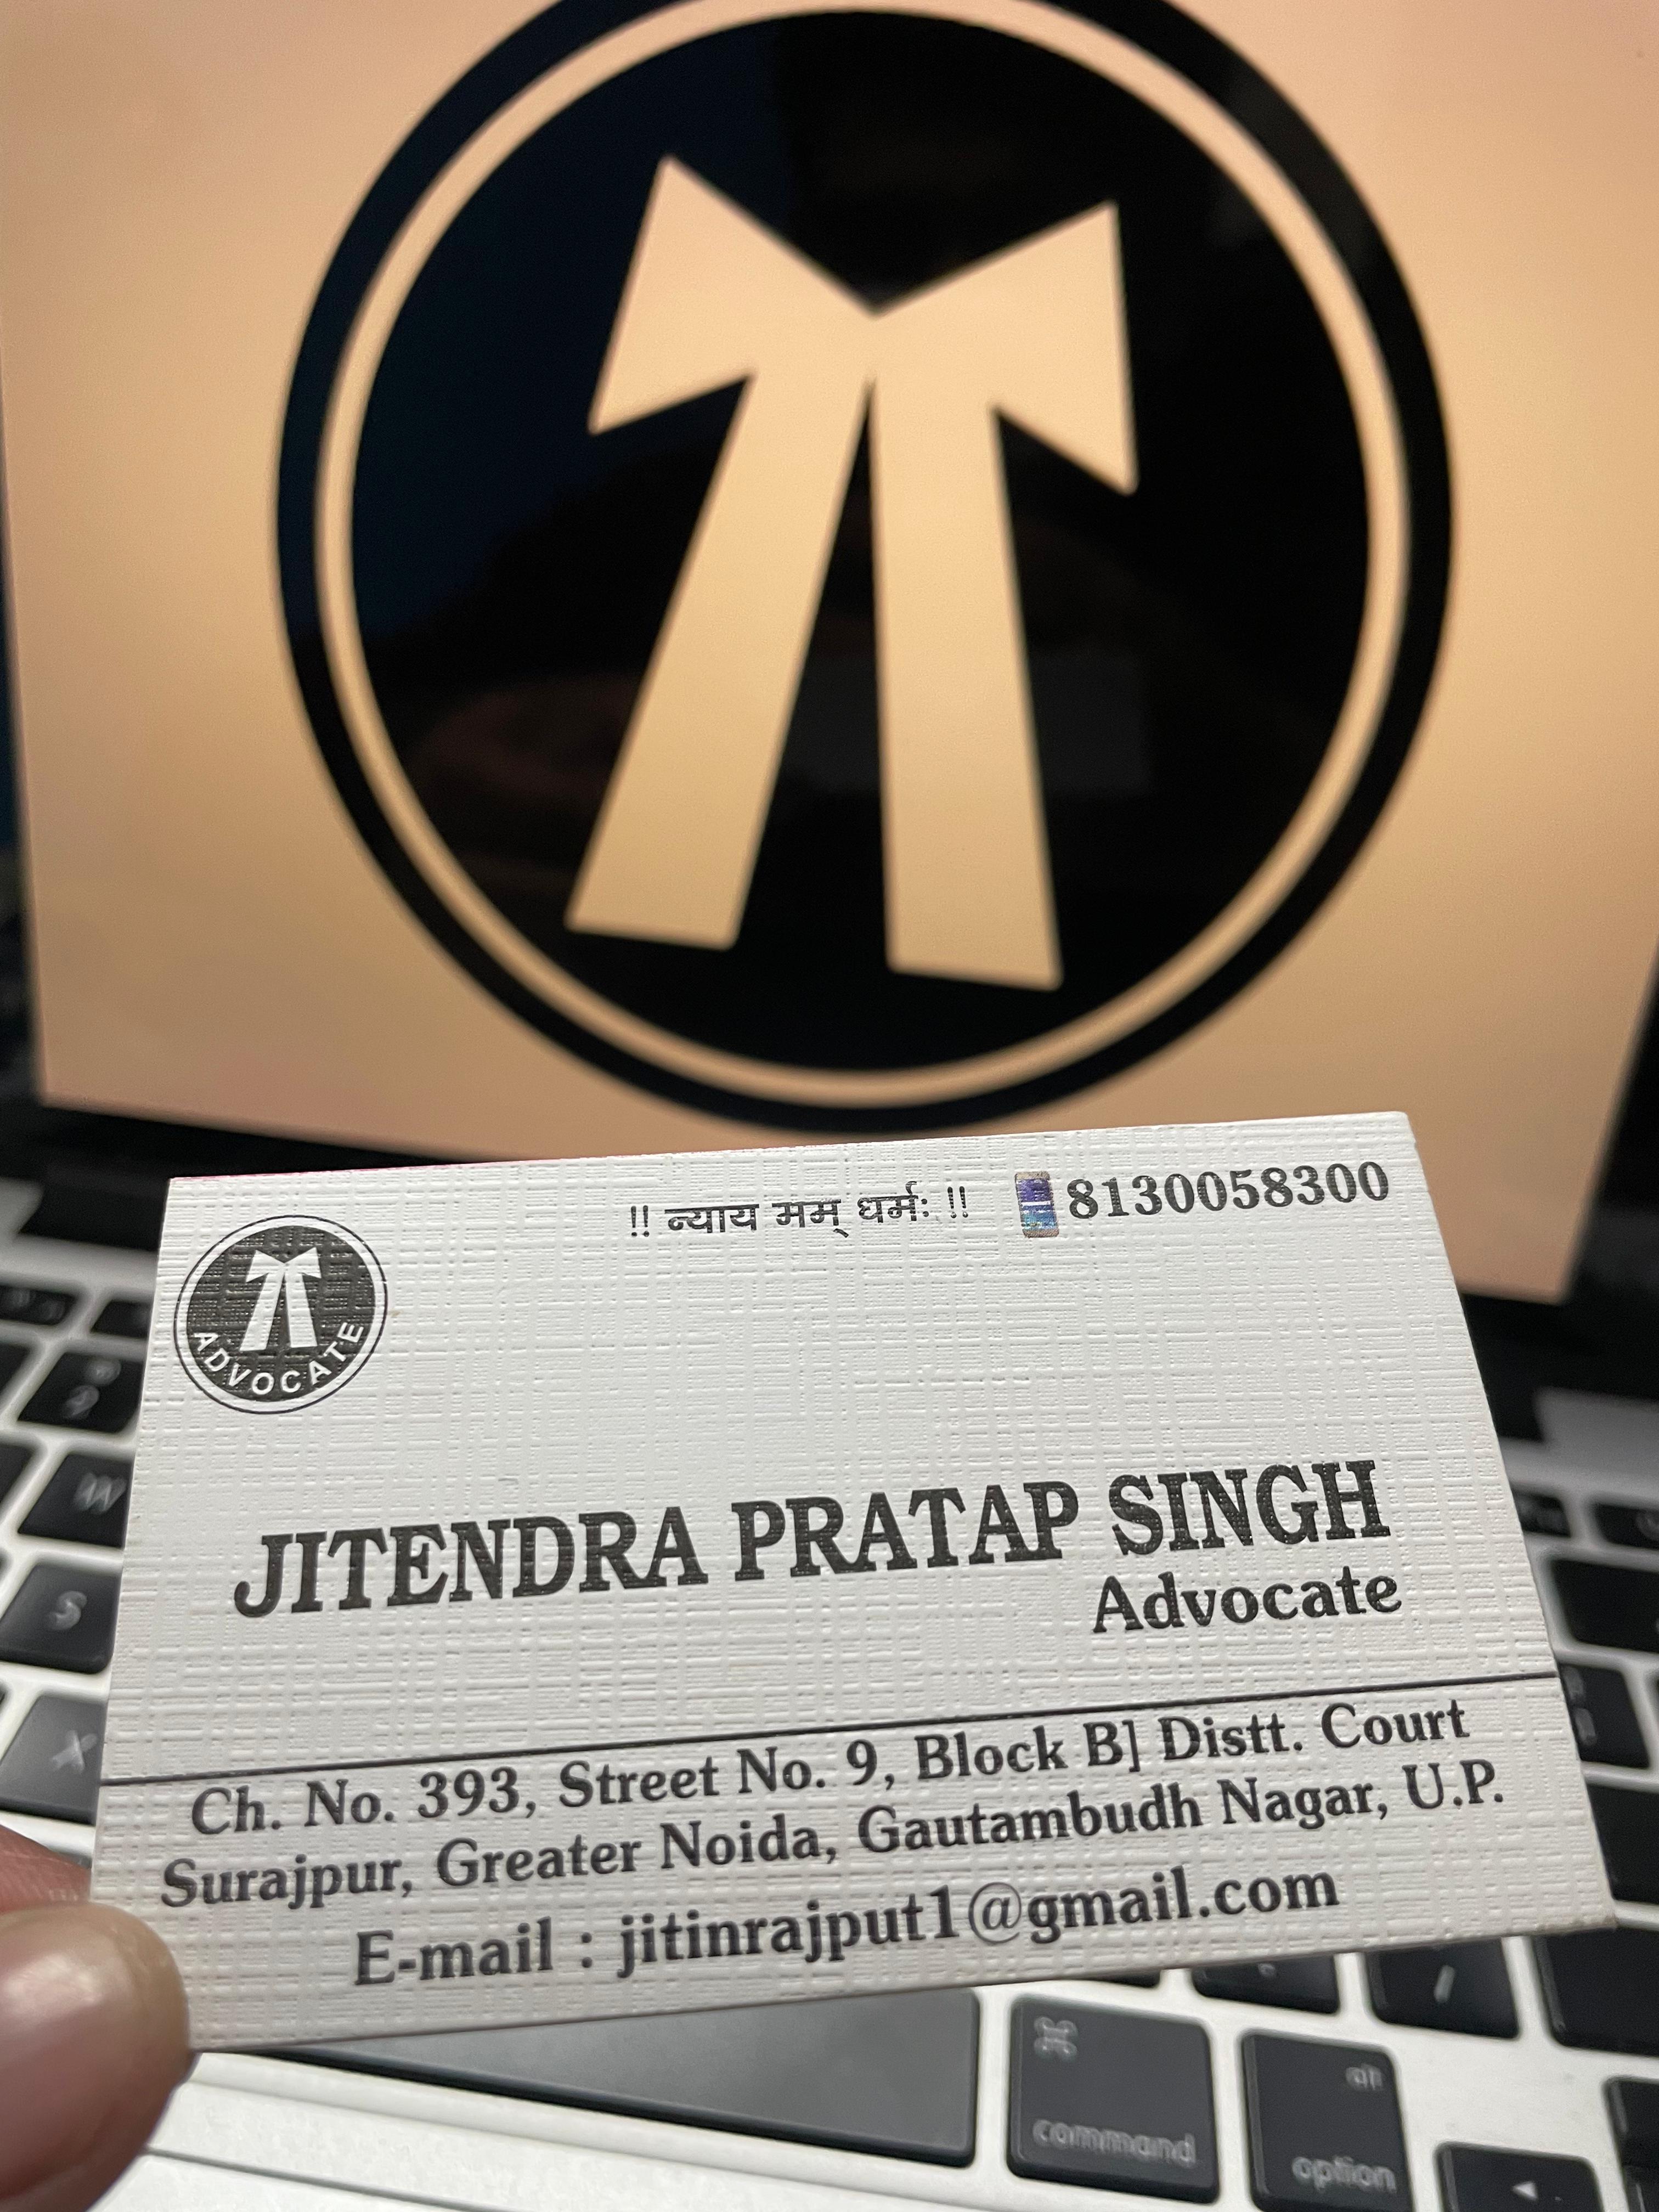 !! न्याय मम् धर्मः !! 8130058300
ADVOCATE
JITENDRA PRATAP SINGH
Advocate
Ch. No. 393, Street No. 9, Block B] Distt. Court
Surajpur, Greater Noida, Gautambudh Nagar, U.P.
E-mail : jitinrajput1@gmail.com
W
S
X
command
alt
option